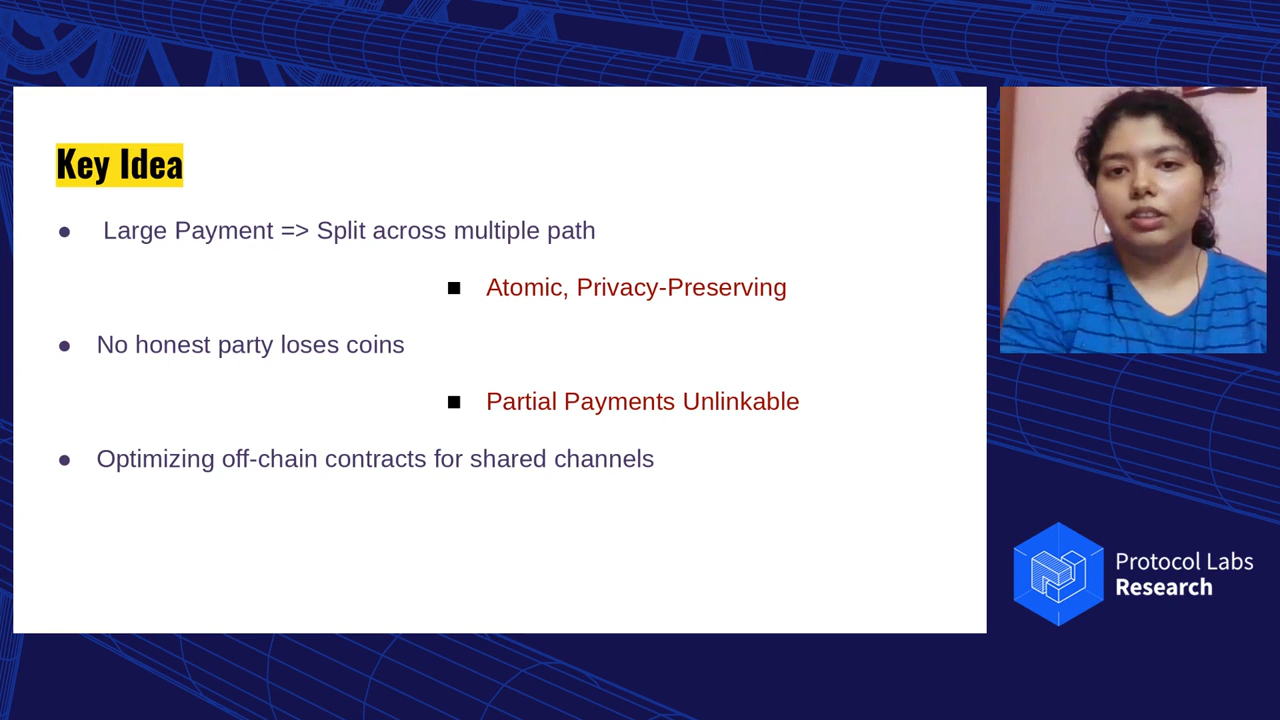 Key Idea
● Large Payment => Split across multiple path
■ Atomic, Privacy-Preserving
● No honest party loses coins
■ Partial Payments Unlinkable
● Optimizing off-chain contracts for shared channels
Protocol Labs
Research